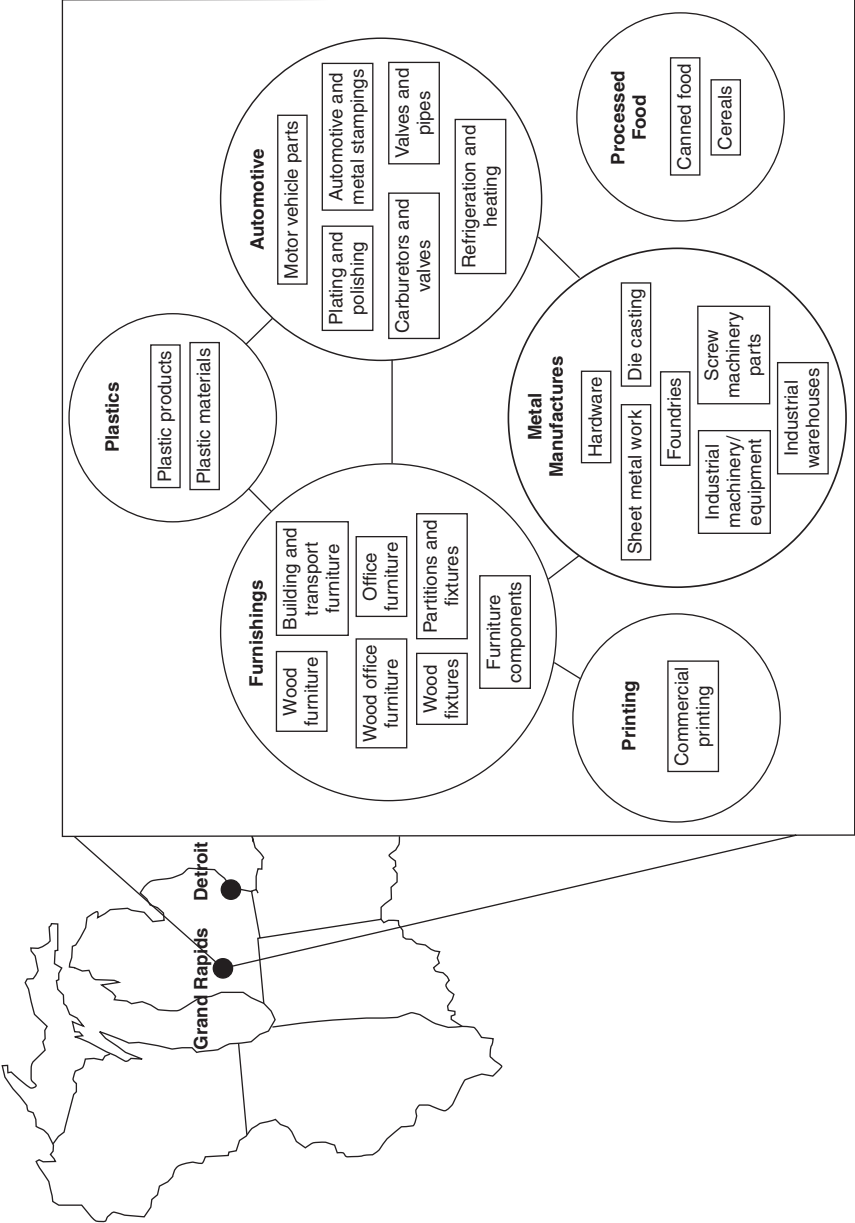 Grand Rapids
Detroit
Plastics
Plastic products
Plastic materials
Furnishings
Wood
furniture
Building and
transport
furniture
Wood office
furniture
Office
furniture
Wood
fixtures
Partitions and
fixtures
Furniture
components
Automotive
Motor vehicle parts
Plating and
polishing
Automotive and
metal stampings
Carburetors and
valves
Valves and
pipes
Refrigeration and
heating
Printing
Commercial
printing
Metal
Manufactures
Hardware
Sheet metal work
Die casting
Foundries
Industrial
machinery/
equipment
Screw
machinery
parts
Industrial
warehouses
Processed
Food
Canned food
Cereals